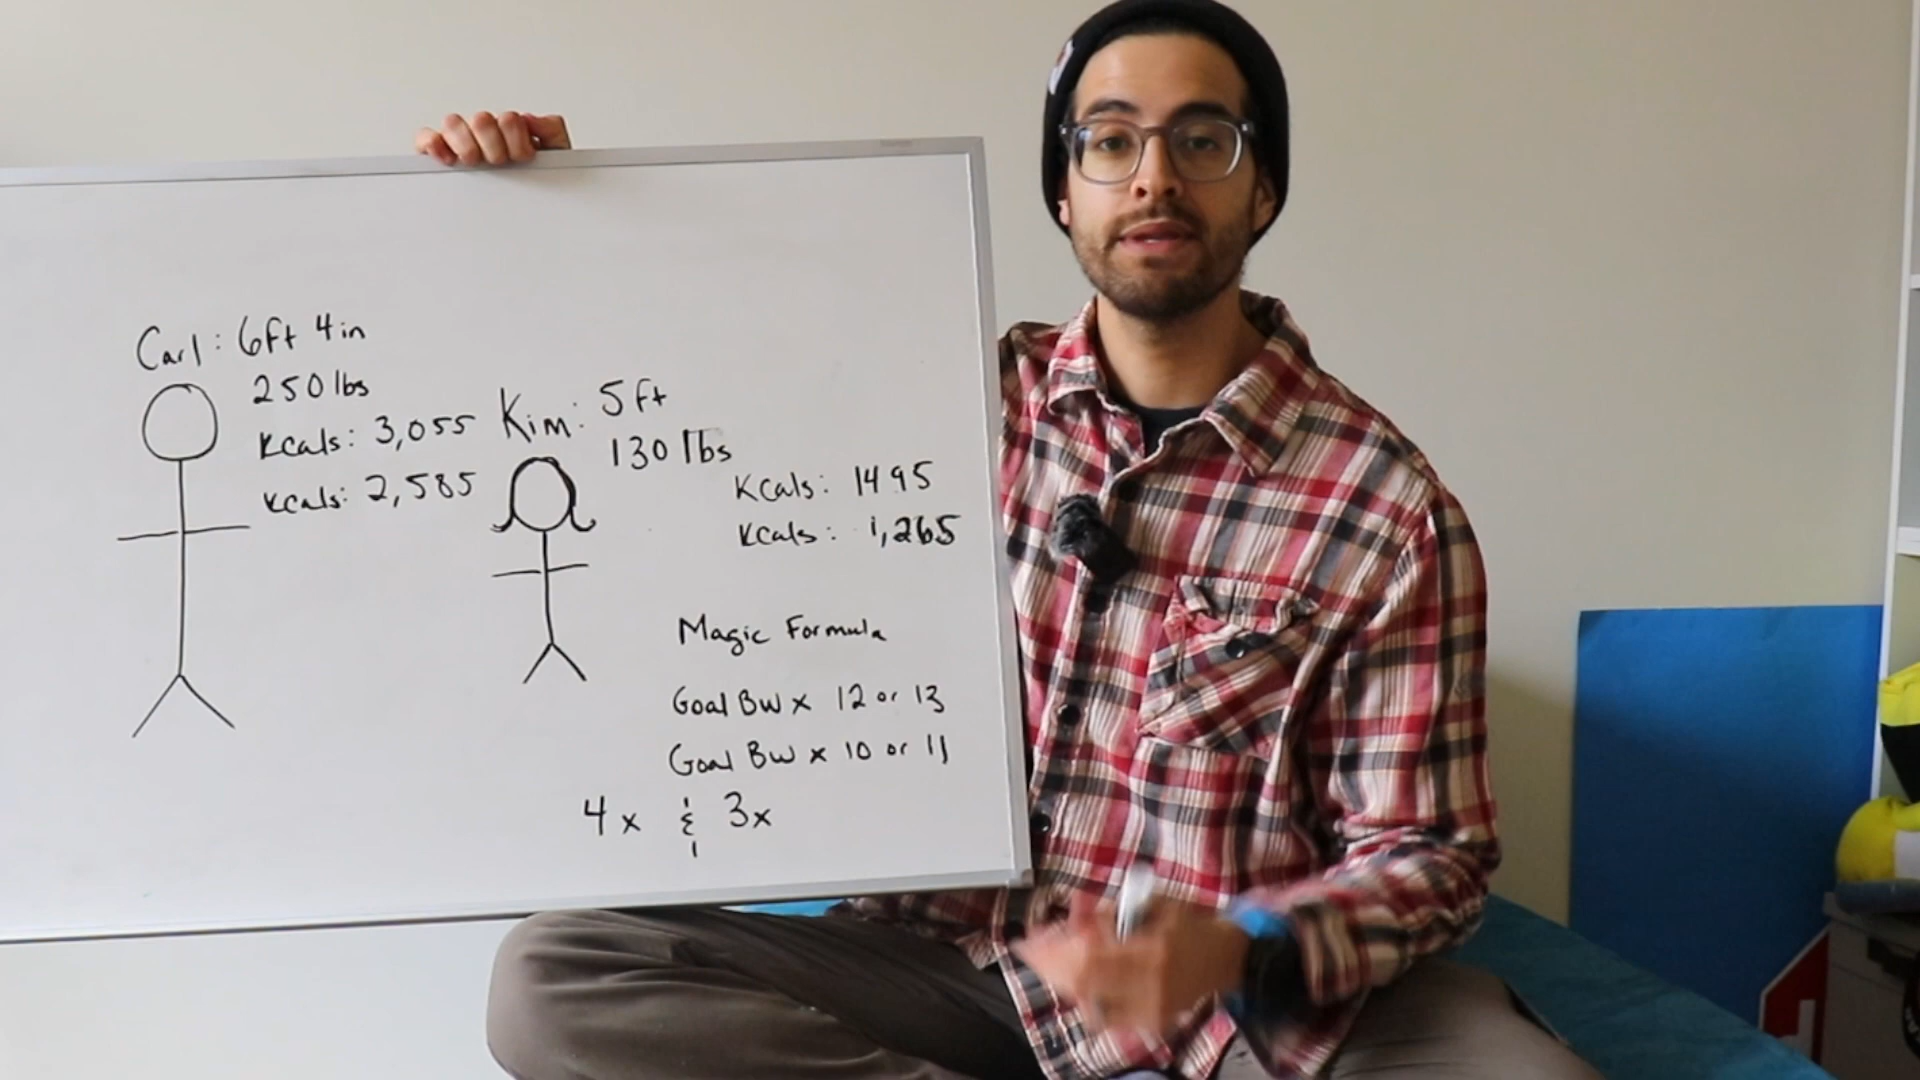 Carl: 6ft 4in
250 lbs
Kcals: 3,055
Kcals: 2,585
Kim: 5ft
130 lbs
Kcals: 1495
Kcals: 1,265
Magic Formula
Goal BW x 12 or 13
Goal BW x 10 or 11
4x & 3x